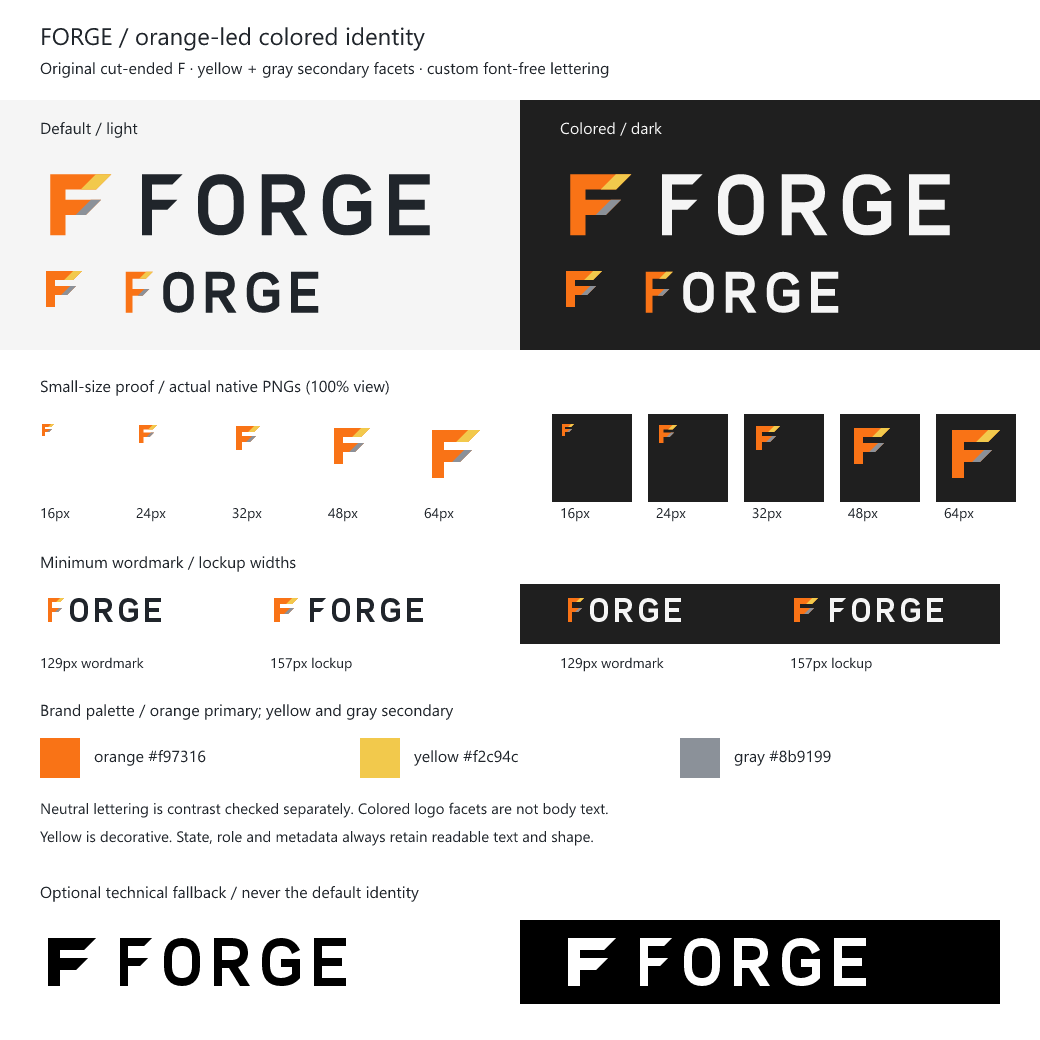 FORGE / orange-led colored identity
Original cut-ended F · yellow + gray secondary facets · custom font-free lettering
Default / light
Colored / dark
F FORGE
F FORGE
F FORGE
F FORGE
Small-size proof / actual native PNGs (100% view)
F F F F F
F F F F F
16px 24px 32px 48px 64px
16px 24px 32px 48px 64px
Minimum wordmark / lockup widths
FORGE F FORGE
FORGE F FORGE
129px wordmark 157px lockup
129px wordmark 157px lockup
Brand palette / orange primary; yellow and gray secondary
orange #f97316
yellow #f2c94c
gray #8b9199
Neutral lettering is contrast checked separately. Colored logo facets are not body text.
Yellow is decorative. State, role and metadata always retain readable text and shape.
Optional technical fallback / never the default identity
F FORGE
F FORGE